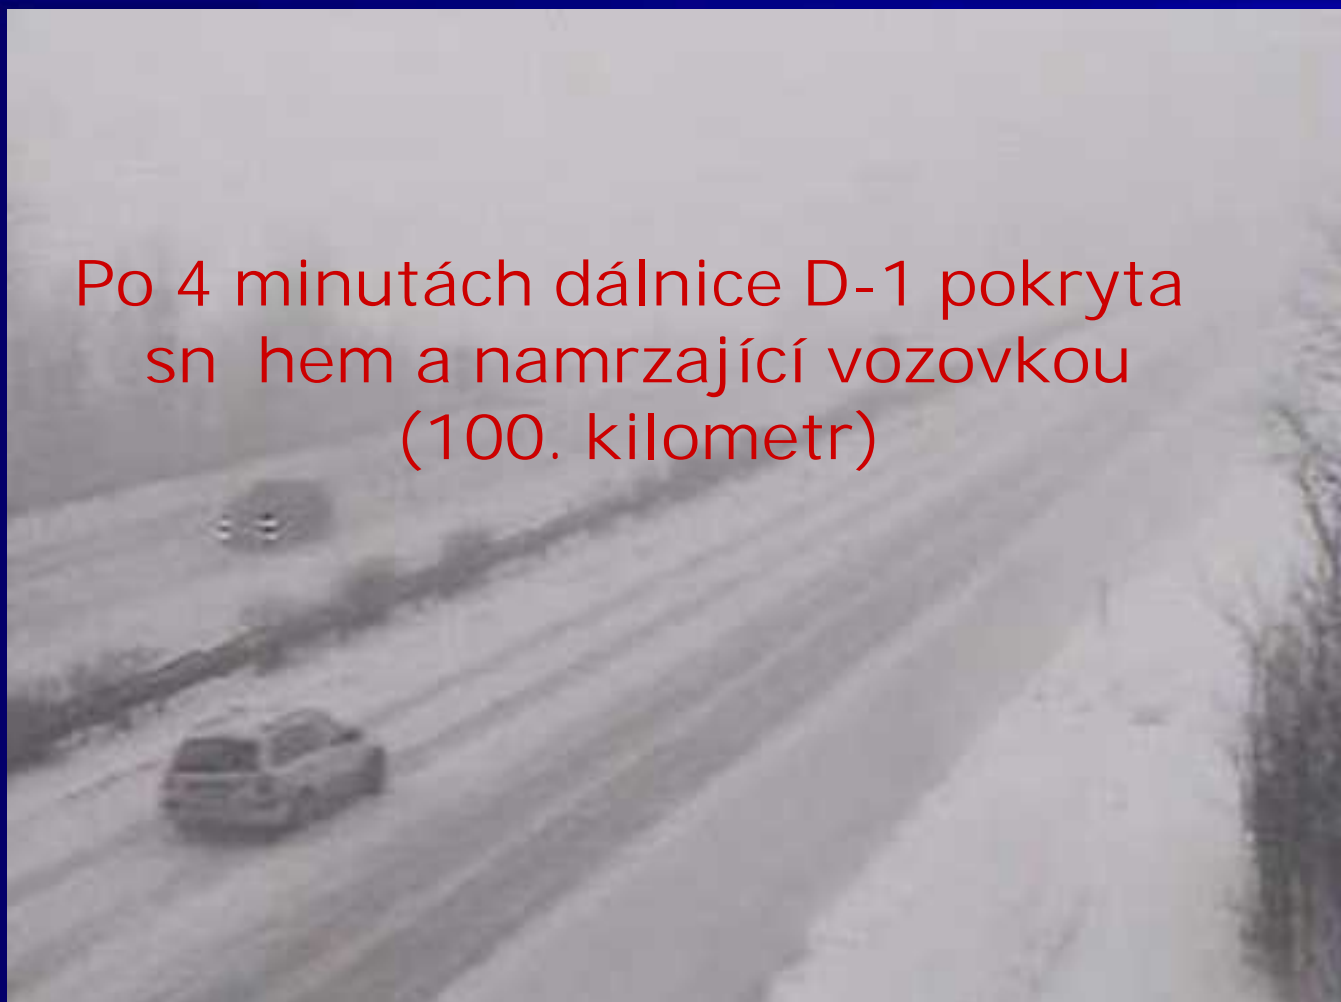 Po 4 minutách dálnice D-1 pokryta
sn hem a namrzající vozovkou
(100. kilometr)